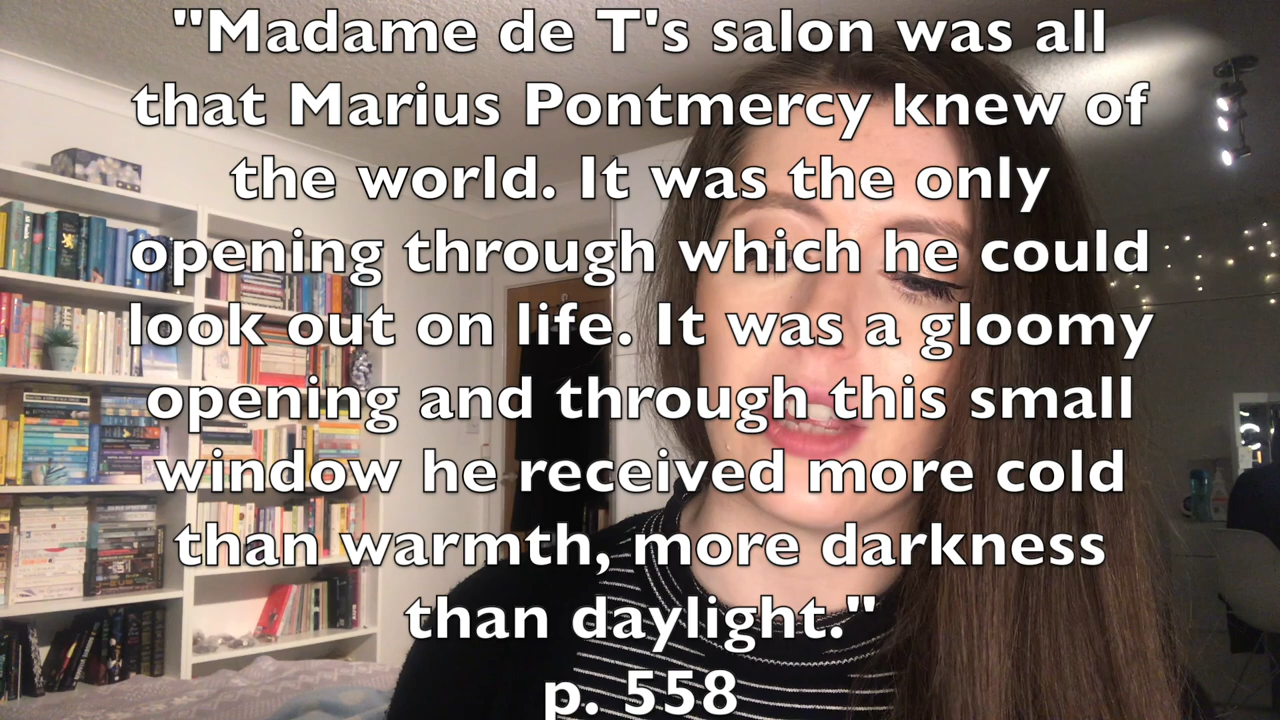 "Madame de T's salon was all
that Marius Pontmercy knew of
the world. It was the only
opening through which he could
look out on life. It was a gloomy
opening and through this small
window he received more cold
than warmth, more darkness
than daylight."
p. 558